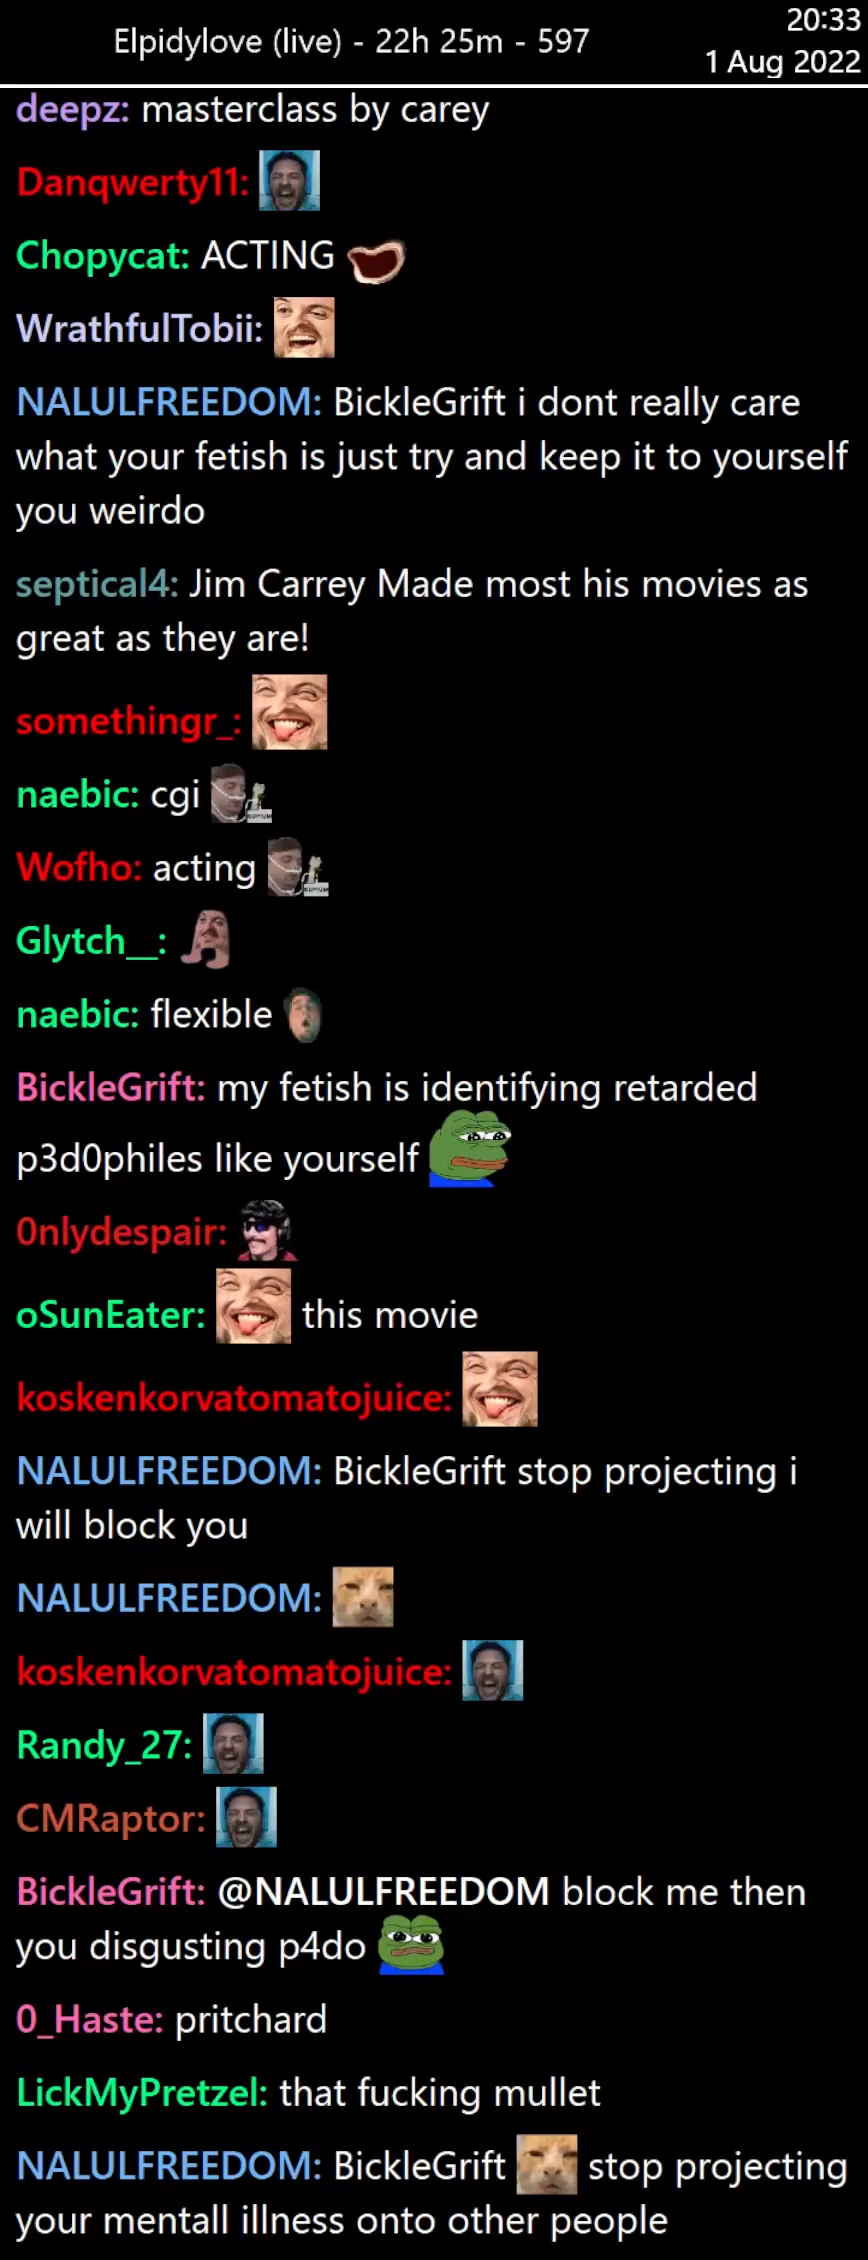 Elpidylove (live) - 22h 25m - 597
20:33
1 Aug 2022
deepz: masterclass by carey
Danqwerty11:
Chopycat: ACTING
WrathfulTobii:
NALULFREEDOM: BickleGrift i dont really care
what your fetish is just try and keep it to yourself
you weirdo
septical4: Jim Carrey Made most his movies as
great as they are!
somethingr_:
naebic: cgi
COPIUM
Wofho: acting
COPIUM
Glytch__:
naebic: flexible
BickleGrift: my fetish is identifying retarded
p3d0philes like yourself
0nlydespair:
oSunEater: this movie
koskenkorvatomatojuice:
NALULFREEDOM: BickleGrift stop projecting i
will block you
NALULFREEDOM:
koskenkorvatomatojuice:
Randy_27:
CMRaptor:
BickleGrift: @NALULFREEDOM block me then
you disgusting p4do
0_Haste: pritchard
LickMyPretzel: that fucking mullet
NALULFREEDOM: BickleGrift stop projecting
your mentall illness onto other people